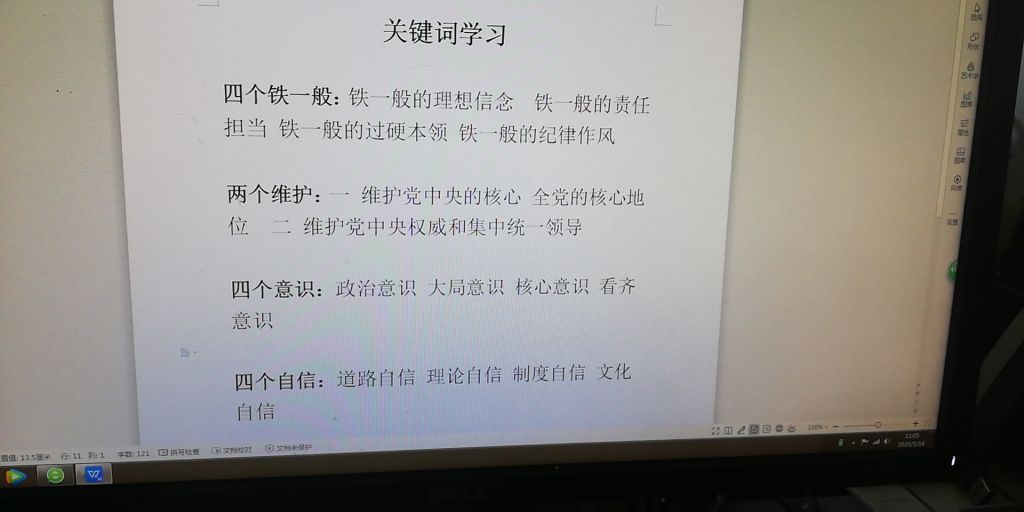 关键词学习
四个铁一般：铁一般的理想信念 铁一般的责任
担当 铁一般的过硬本领 铁一般的纪律作风
两个维护：一 维护党中央的核心 全党的核心地
位 二 维护党中央权威和集中统一领导
四个意识：政治意识 大局意识 核心意识 看齐
意识
四个自信：道路自信 理论自信 制度自信 文化
自信
选择
形状
艺术字
图表
属性
图库
风格
设置
置值: 13.5厘米 行: 11 列: 1 字数: 121 拼写检查 文档校对 文档未保护
130%
11:05
2020/5/19
DELL